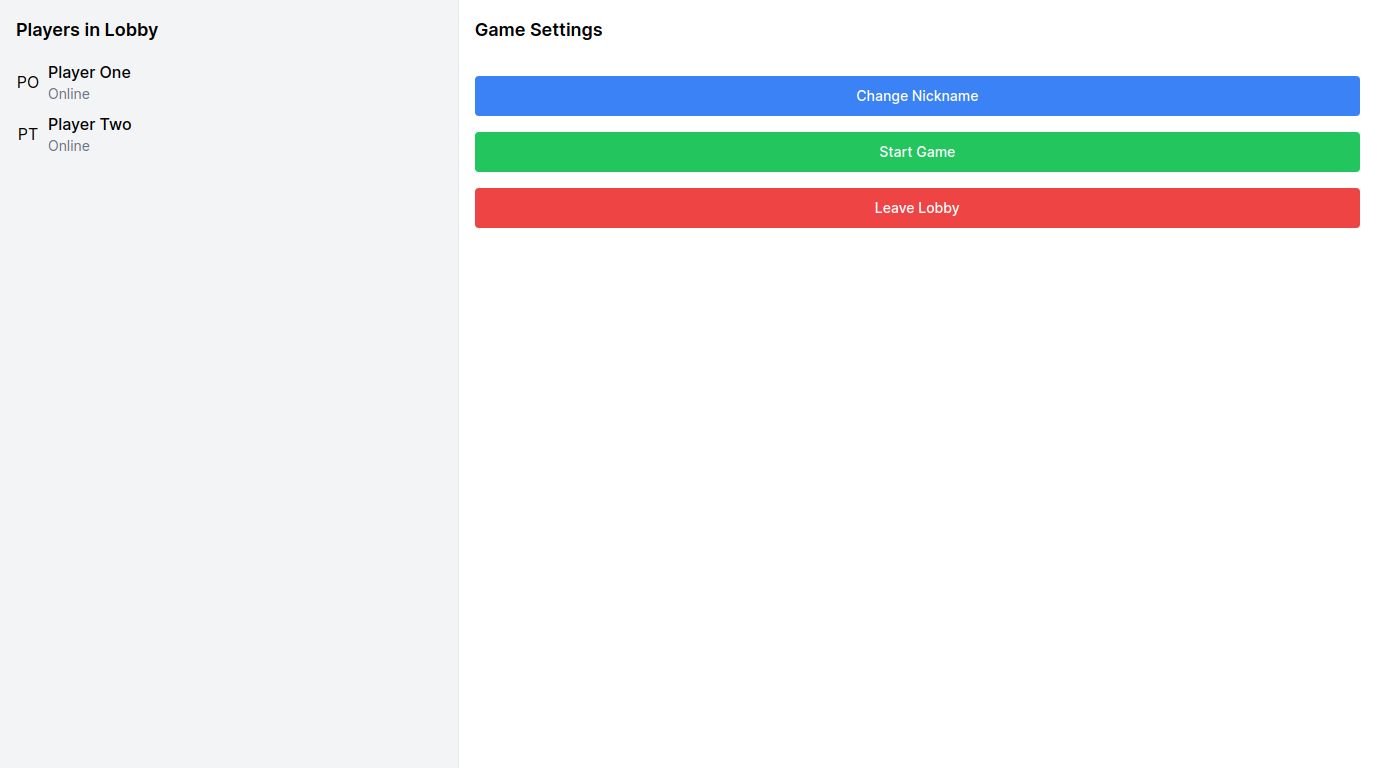 Players in Lobby
PO
Player One
Online
PT
Player Two
Online
Game Settings
Change Nickname
Start Game
Leave Lobby